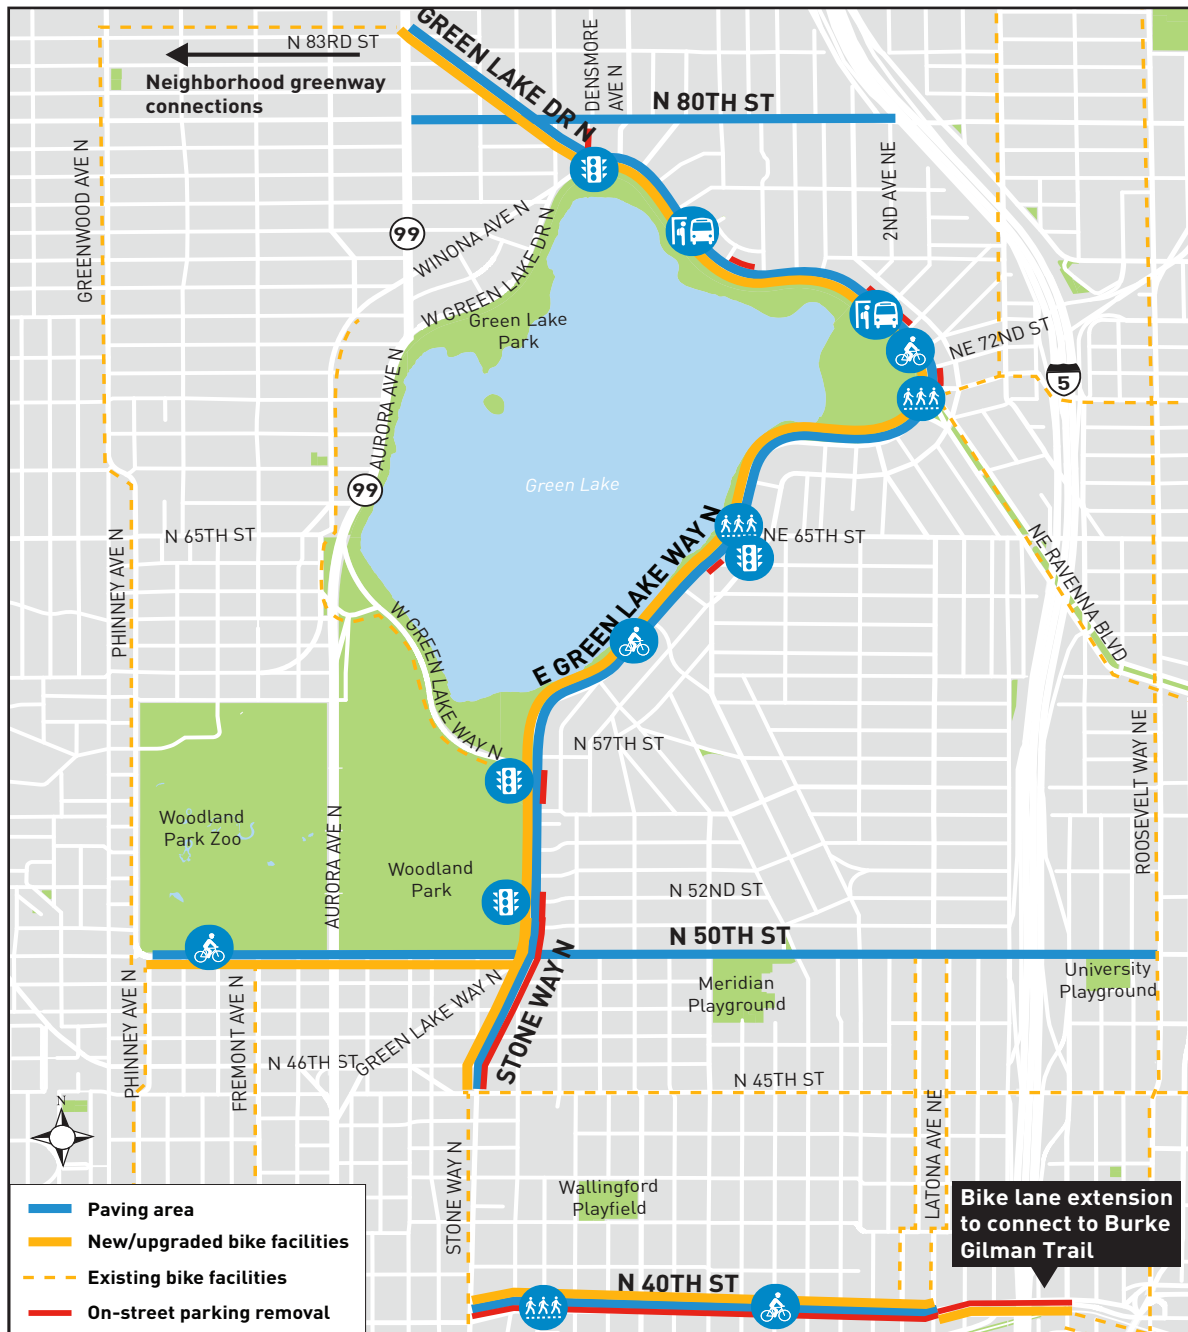 GREEN LAKE DR N
N 83RD ST
Neighborhood greenway
connections
DENSMORE
AVE N
N 80TH ST
GREENWOOD AVE N
2ND AVE NE
99
WINONA AVE N
W GREEN LAKE DR N
Green Lake
Park
NE 72ND ST
5
AURORA AVE N
99
Green Lake
N 65TH ST
PHINNEY AVE N
E GREEN LAKE WAY N
NE 65TH ST
NE RAVENNA BLVD
W GREEN LAKE WAY N
N 57TH ST
ROOSEVELT WAY NE
Woodland
Park Zoo
AURORA AVE N
Woodland
Park
N 52ND ST
N 50TH ST
STONE WAY N
Meridian
Playground
University
Playground
PHINNEY AVE N
FREMONT AVE N
GREEN LAKE WAY N
N 46TH ST
N 45TH ST
N
STONE WAY N
LATONA AVE NE
Wallingford
Playfield
Bike lane extension
to connect to Burke
Gilman Trail
N 40TH ST
Paving area
New/upgraded bike facilities
Existing bike facilities
On-street parking removal